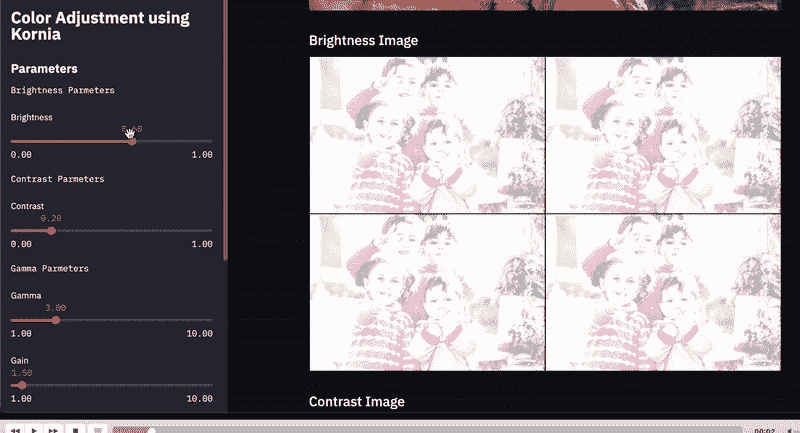 Color Adjustment using
Kornia
Parameters
Brightness Parmeters
Brightness
0.60
0.00 1.00
Contrast Parmeters
Contrast
0.20
0.00 1.00
Gamma Parmeters
Gamma
3.00
1.00 10.00
Gain
1.50
1.00 10.00
Brightness Image
Contrast Image
00:02